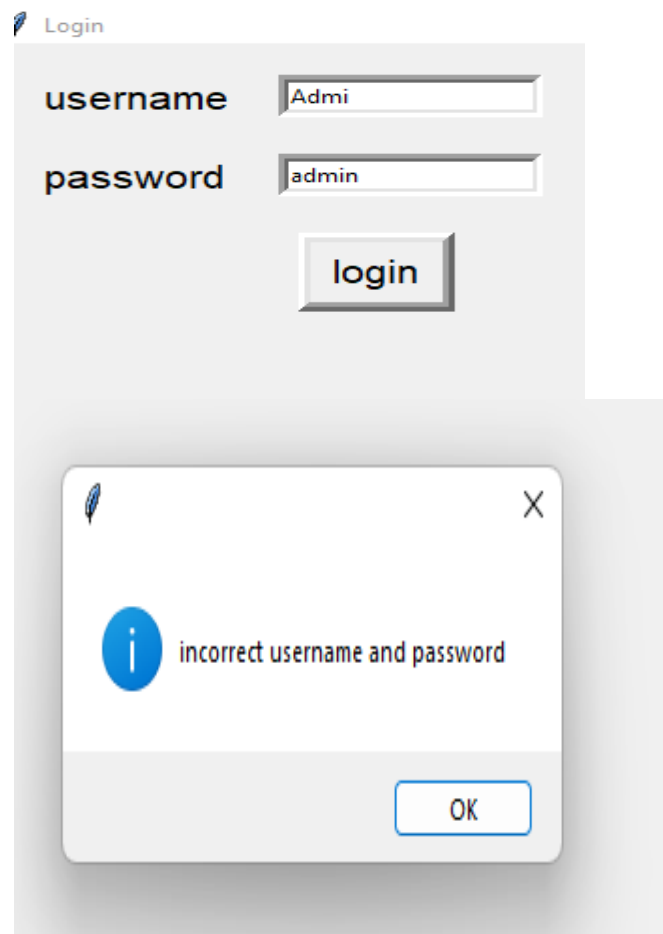 Login
username Admi
password admin
login
X
i
incorrect username and password
OK